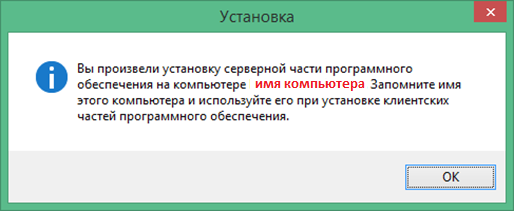 Установка
Вы произвели установку серверной части программного
обеспечения на компьютере имя компьютера Запомните имя
этого компьютера и используйте его при установке клиентских
частей программного обеспечения.
OK